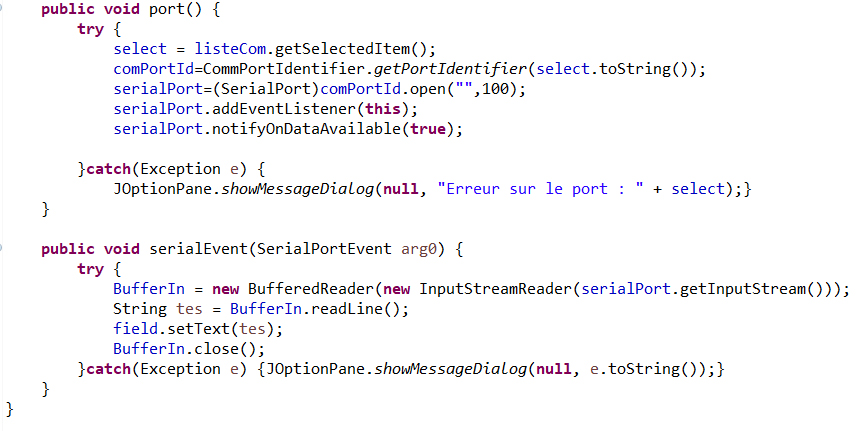 public void port() {
try {
select = listeCom.getSelectedItem();
comPortId=CommPortIdentifier.getPortIdentifier(select.toString());
serialPort=(SerialPort)comPortId.open("",100);
serialPort.addEventListener(this);
serialPort.notifyOnDataAvailable(true);
}catch(Exception e) {
JOptionPane.showMessageDialog(null, "Erreur sur le port : " + select);}
}
public void serialEvent(SerialPortEvent arg0) {
try {
BufferIn = new BufferedReader(new InputStreamReader(serialPort.getInputStream()));
String tes = BufferIn.readLine();
field.setText(tes);
BufferIn.close();
}catch(Exception e) {JOptionPane.showMessageDialog(null, e.toString());}
}
}